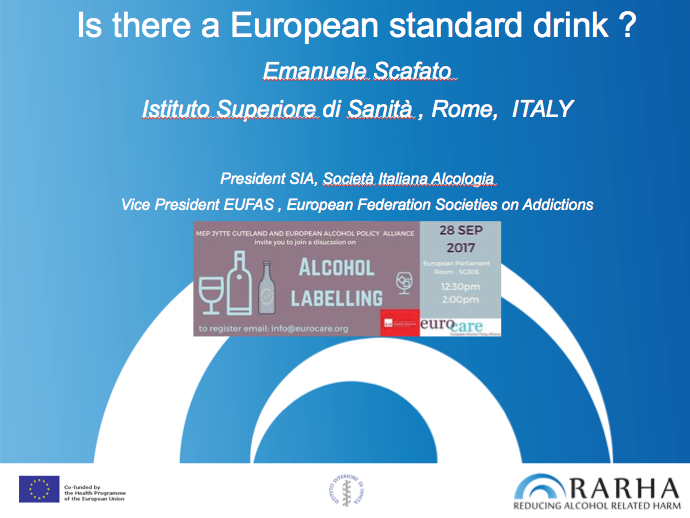 Is there a European standard drink ?
Emanuele Scafato
Istituto Superiore di Sanità , Rome,  ITALY
President SIA, Società Italiana Alcologia
Vice President EUFAS , European Federation Societies on Addictions
MEP JYTTE GUTELAND AND EUROPEAN ALCOHOL POLICY ALLIANCE
invite you to join a disucssion on
ALCOHOL
LABELLING
to register email: info@eurocare.org
28 SEP
2017
European Parliament
Room - 5G305
12:30pm
2:00pm
eurocare
European Alcohol Policy Alliance
Co-funded by
the Health Programme
of the European Union
ISTITUTO SUPERIORE DI SANITÀ
RARHA
REDUCING ALCOHOL RELATED HARM